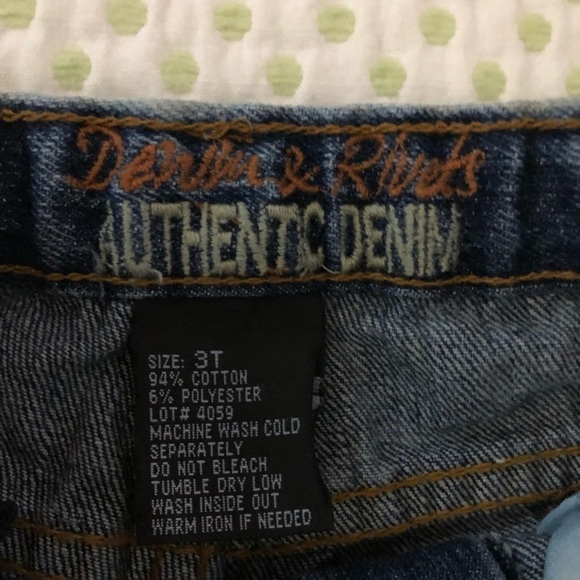 Denim & Rivets
AUTHENTIC DENIM
SIZE: 3T
94% COTTON
6% POLYESTER
LOT# 4059
MACHINE WASH COLD
SEPARATELY
DO NOT BLEACH
TUMBLE DRY LOW
WASH INSIDE OUT
WARM IRON IF NEEDED